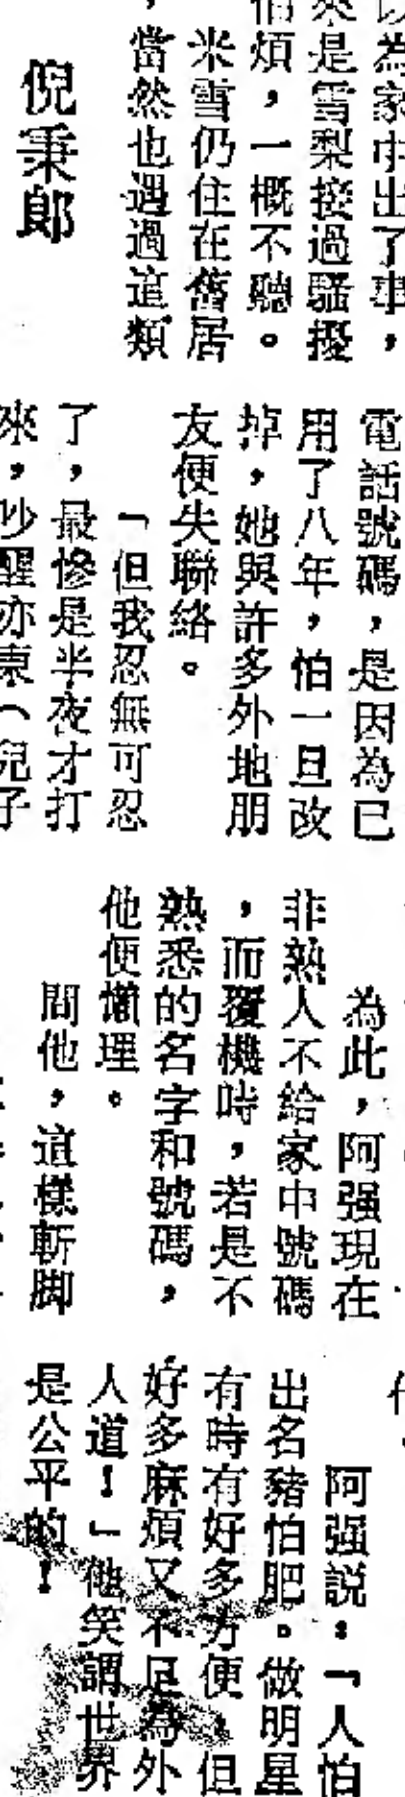 以為家中出了事，
來是雪梨接過騷擾
怕煩，一概不聽。
米雪仍住在舊居
，當然也遇過這類
倪秉郎
電話號碼，是因為已
用了八年，怕一旦改
掉，她與許多外地朋
友便失聯絡。
「但我忍無可忍
了，最慘是半夜才打
來，吵醒亦東（兒子
為此，阿强現在
非熟人不給家中號碼
，而覆機時，若是不
熟悉的名字和號碼，
他便懶理。
問他，這樣斬脚
阿强說：「人怕
出名豬怕肥。做明星
有時有好多方便，但
好多麻煩又不足為外
人道！」他笑謂世界
是公平的！